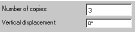 Number of copies 3
Vertical displacement 0"